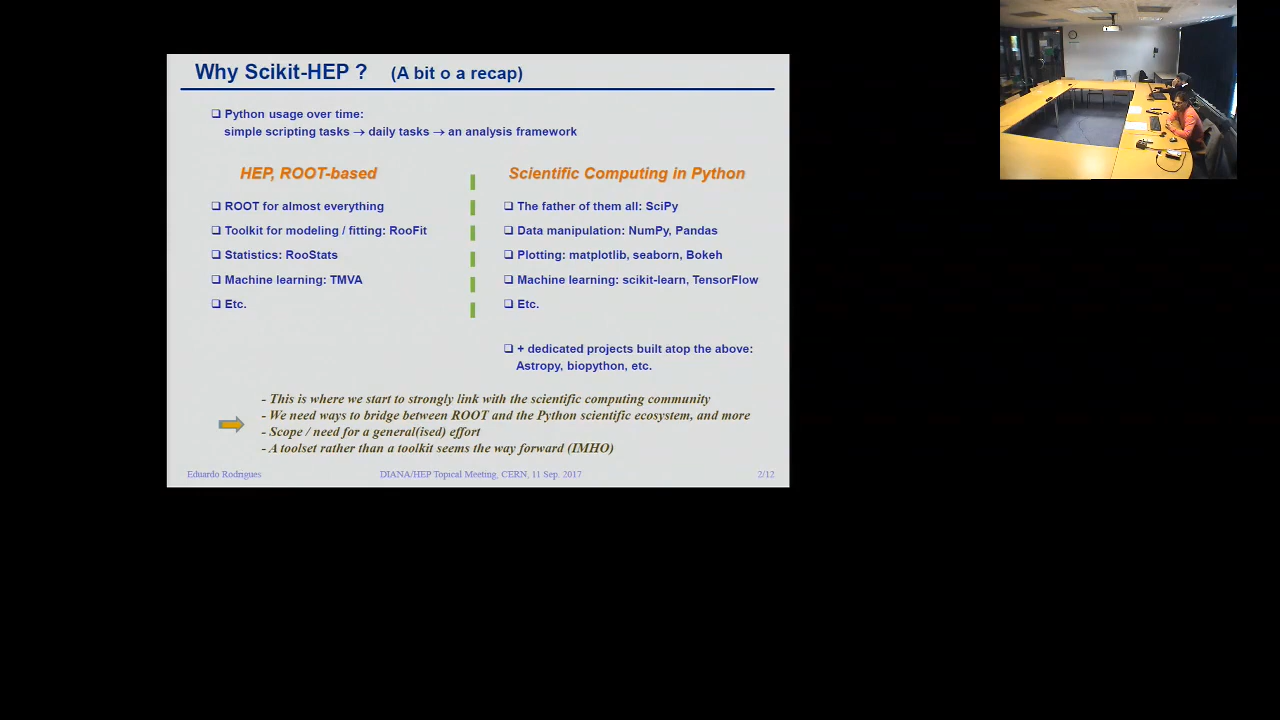 Why Scikit-HEP ? (A bit o a recap)
Python usage over time:
simple scripting tasks → daily tasks → an analysis framework
HEP, ROOT-based
ROOT for almost everything
Toolkit for modeling / fitting: RooFit
Statistics: RooStats
Machine learning: TMVA
Etc.
Scientific Computing in Python
The father of them all: SciPy
Data manipulation: NumPy, Pandas
Plotting: matplotlib, seaborn, Bokeh
Machine learning: scikit-learn, TensorFlow
Etc.
+ dedicated projects built atop the above:
Astropy, biopython, etc.
- This is where we start to strongly link with the scientific computing community
- We need ways to bridge between ROOT and the Python scientific ecosystem, and more
- Scope / need for a general(ised) effort
- A toolset rather than a toolkit seems the way forward (IMHO)
Eduardo Rodrigues DIANA/HEP Topical Meeting, CERN, 11 Sep. 2017 2/12